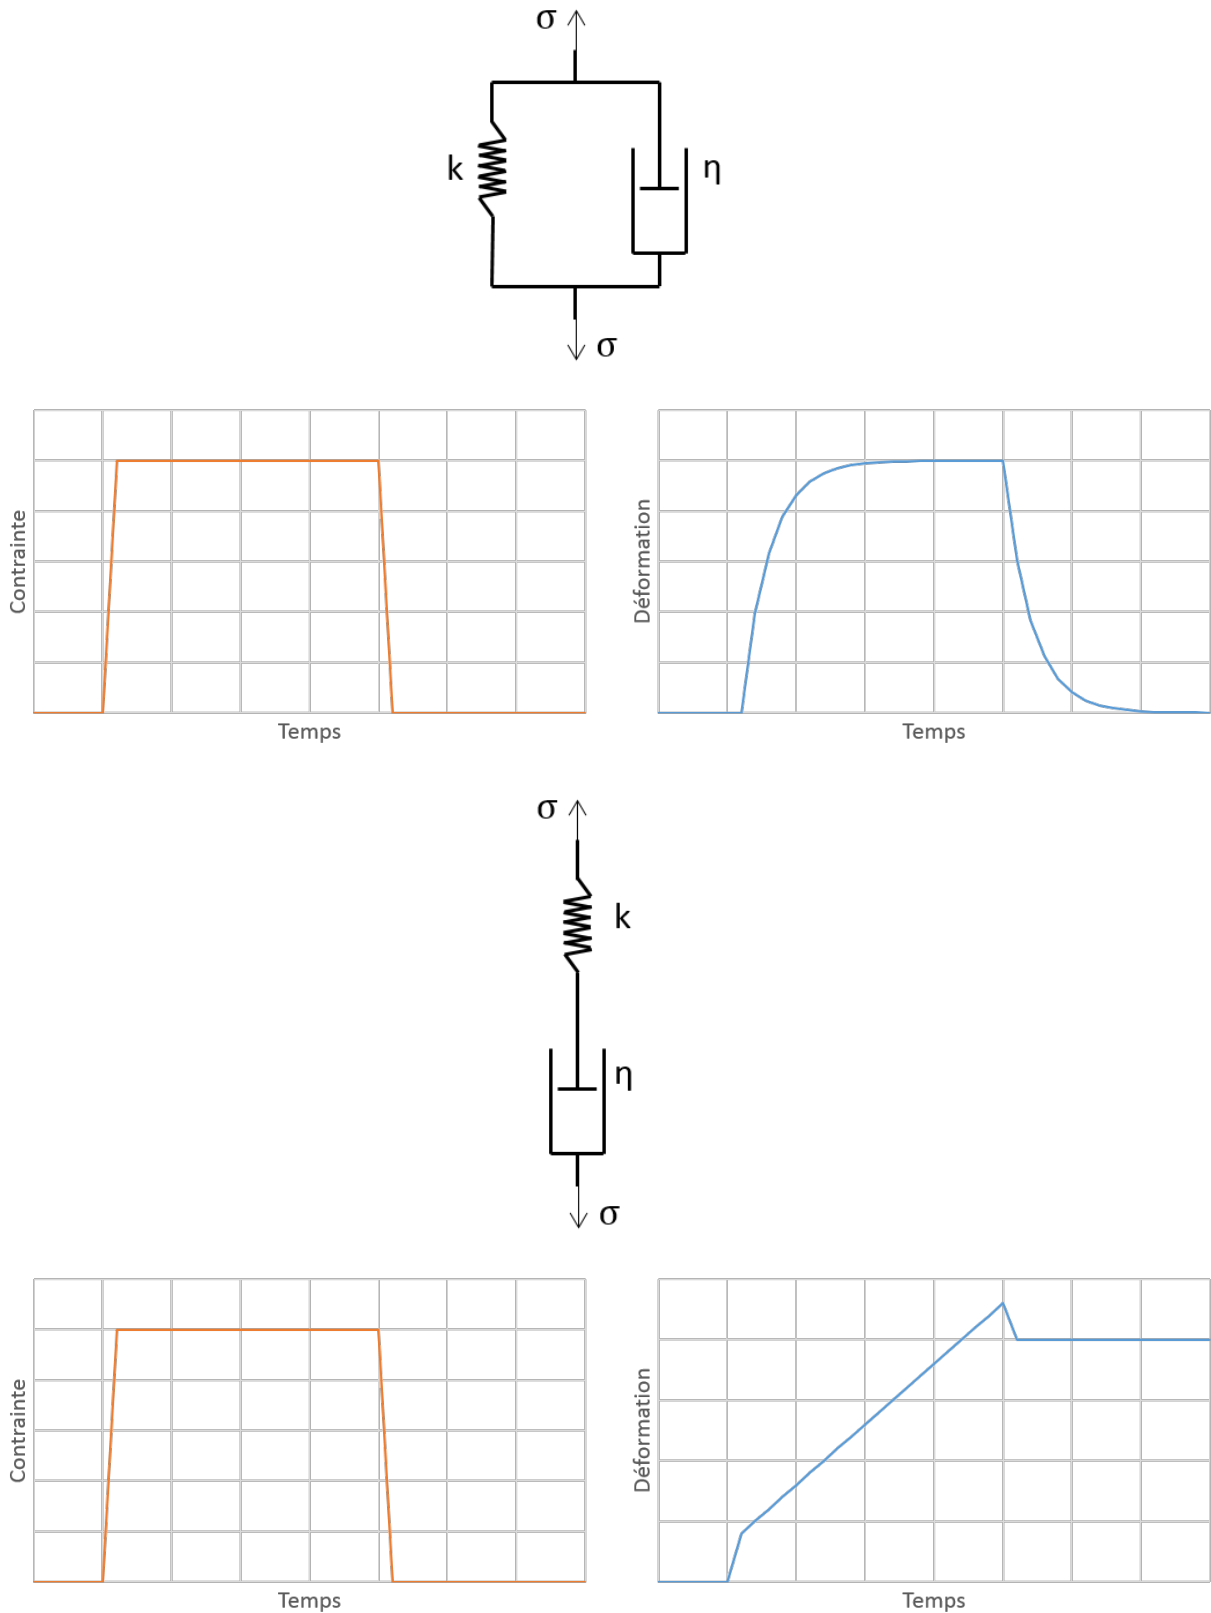 σ
k
η
σ
Contrainte
Temps
Déformation
Temps
σ
k
η
σ
Contrainte
Temps
Déformation
Temps